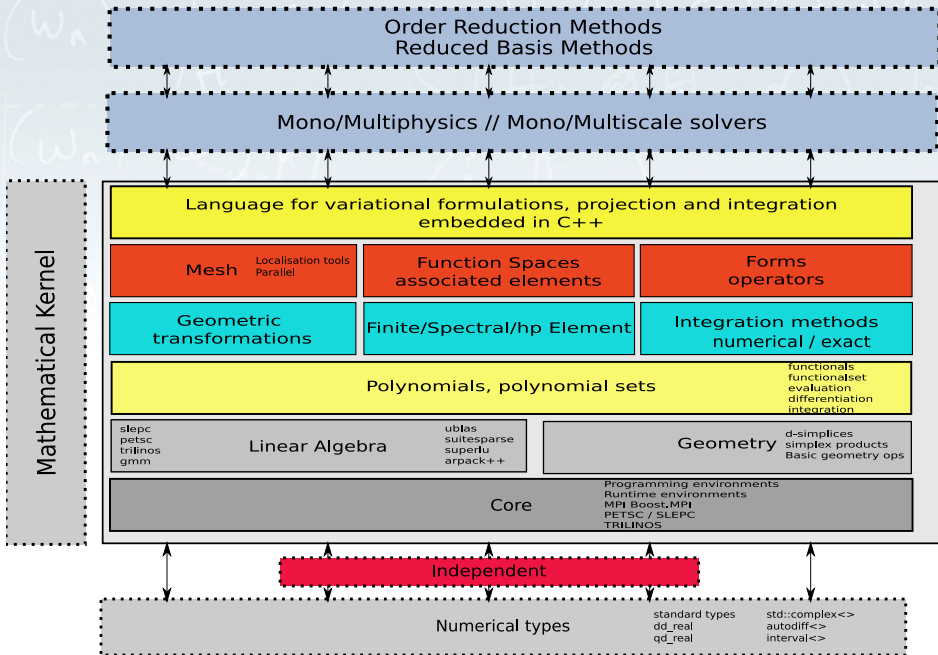 Order Reduction Methods
Reduced Basis Methods
Mono/Multiphysics // Mono/Multiscale solvers
Mathematical Kernel
Language for variational formulations, projection and integration
embedded in C++
Mesh
Localisation tools
Parallel
Function Spaces
associated elements
Forms
operators
Geometric
transformations
Finite/Spectral/hp Element
Integration methods
numerical / exact
Polynomials, polynomial sets
functionals
functionalset
evaluation
differentiation
integration
slepc
petsc
trilinos
gmm
Linear Algebra
ublas
suitesparse
superlu
arpack++
Geometry
d-simplices
simplex products
Basic geometry ops
Core
Programming environments
Runtime environments
MPI Boost.MPI
PETSC / SLEPC
TRILINOS
Independent
Numerical types
standard types
dd_real
qd_real
std::complex<>
autodiff<>
interval<>